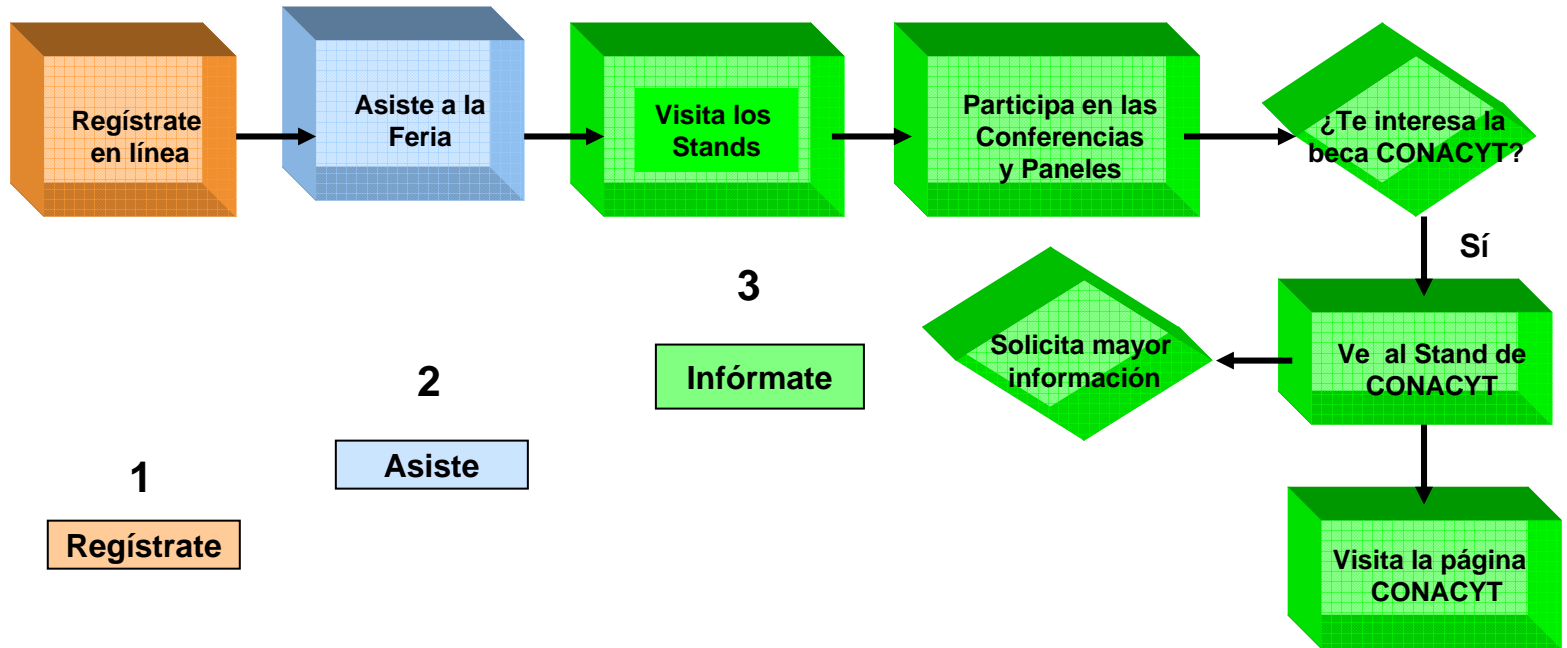 Regístrate
en línea
Asiste a la
Feria
Visita los
Stands
Participa en las
Conferencias
y Paneles
¿Te interesa la
beca CONACYT?
Sí
Ve al Stand de
CONACYT
Solicita mayor
información
Visita la página
CONACYT
3
Infórmate
2
Asiste
1
Regístrate